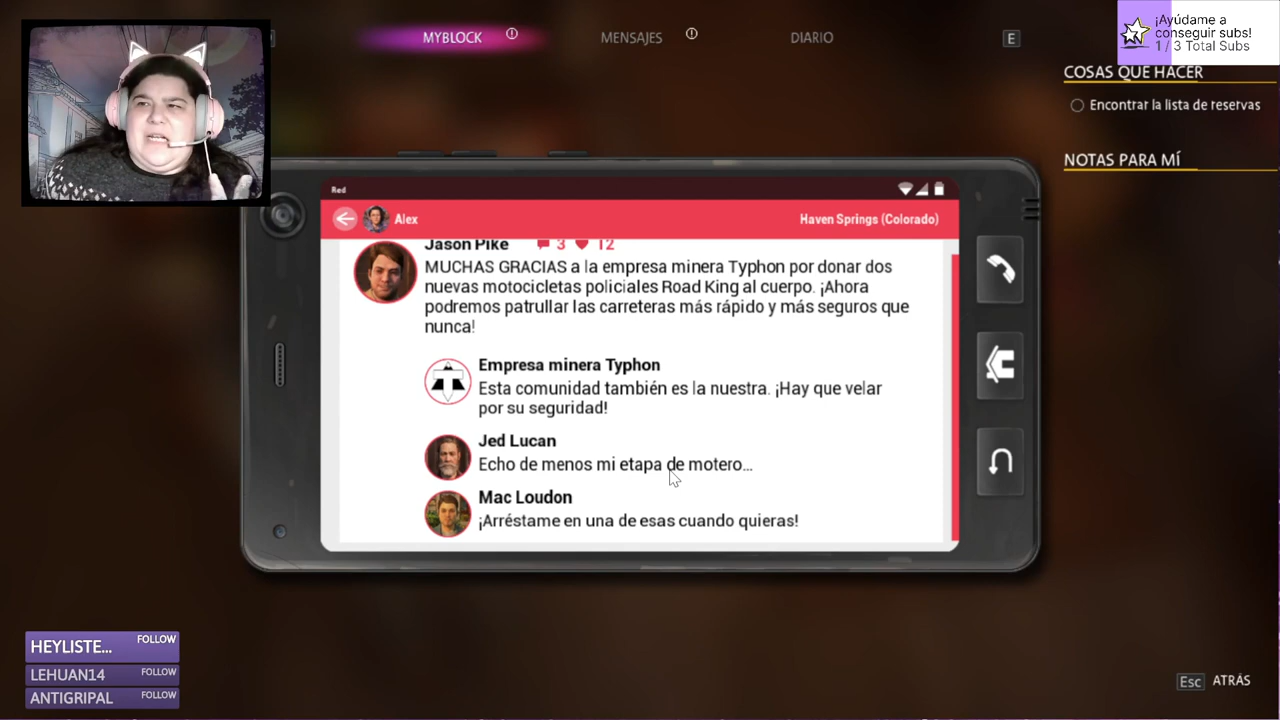 MYBLOCK
MENSAJES
DIARIO
E
¡Ayúdame a
conseguir subs!
1 / 3 Total Subs
COSAS QUE HACER
Encontrar la lista de reservas
NOTAS PARA MÍ
Red
Alex
Haven Springs (Colorado)
Jason Pike 3 12
MUCHAS GRACIAS a la empresa minera Typhon por donar dos
nuevas motocicletas policiales Road King al cuerpo. ¡Ahora
podremos patrullar las carreteras más rápido y más seguros que
nunca!
Empresa minera Typhon
Esta comunidad también es la nuestra. ¡Hay que velar
por su seguridad!
Jed Lucan
Echo de menos mi etapa de motero...
Mac Loudon
¡Arréstame en una de esas cuando quieras!
HEYLISTE... FOLLOW
LEHUAN14 FOLLOW
ANTIGRIPAL FOLLOW
Esc ATRÁS